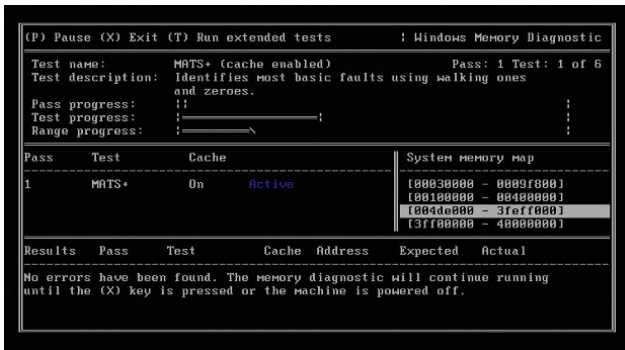 (P) Pause (X) Exit (T) Run extended tests | Windows Memory Diagnostic
Test name: MATS+ (cache enabled) Pass: 1 Test: 1 of 6
Test description: Identifies most basic faults using walking ones
and zeroes.
Pass progress:
Test progress:
Range progress:
Pass Test Cache
System memory map
1 MATS+ On Active
[00030000 - 0009f800]
[00100000 - 00400000]
[004de000 - 3feff000]
[3ff00000 - 40000000]
Results Pass Test Cache Address Expected Actual
No errors have been found. The memory diagnostic will continue running
until the (X) key is pressed or the machine is powered off.